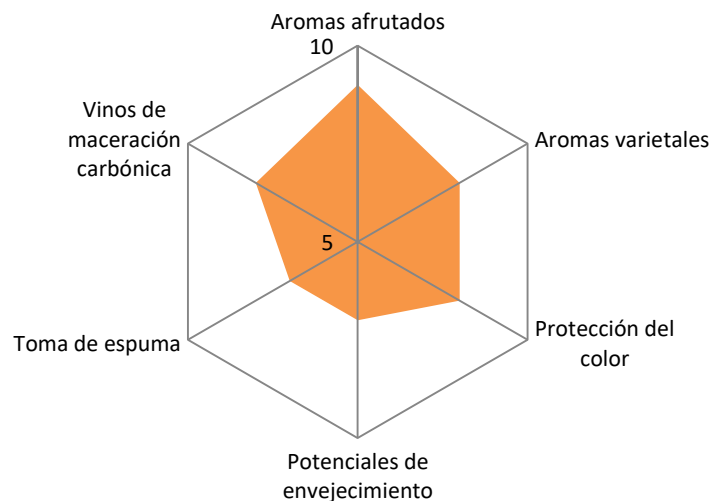 Aromas afrutados
10
Vinos de
maceración
carbónica
Aromas varietales
5
Protección del
color
Toma de espuma
Potenciales de
envejecimiento